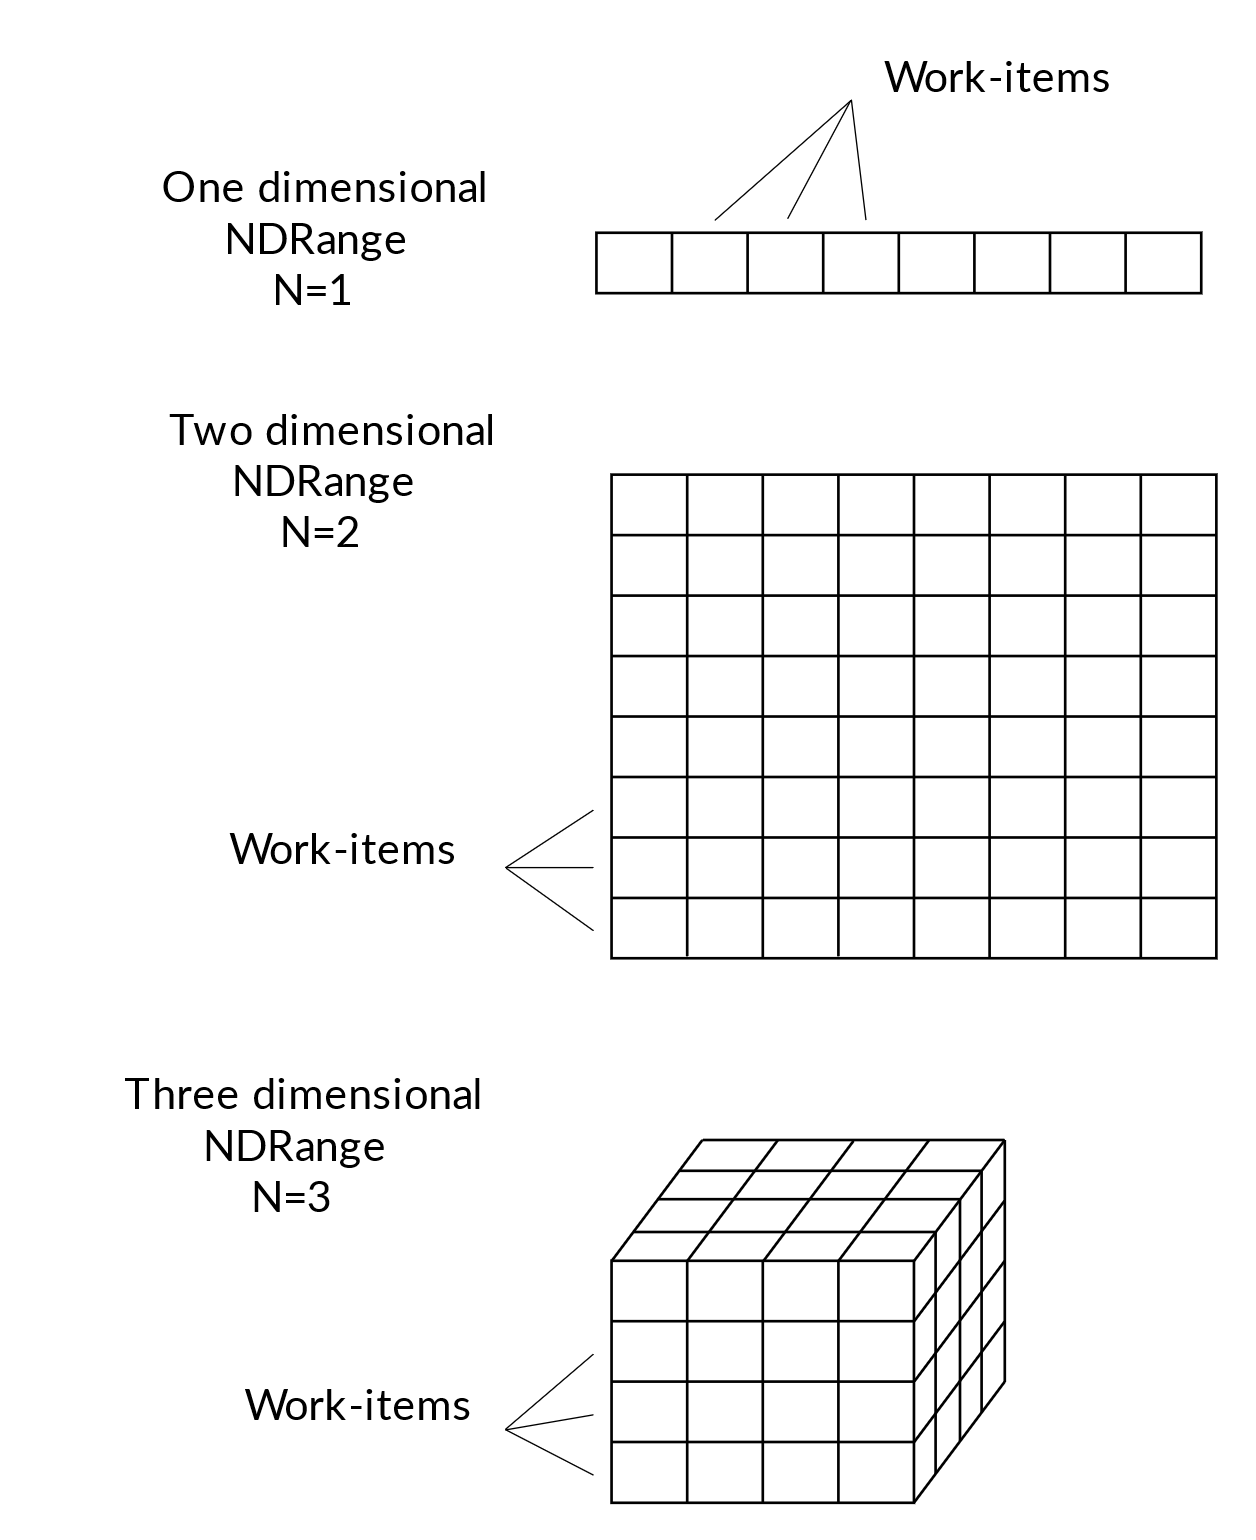 Work-items
One dimensional
NDRange
N=1
Two dimensional
NDRange
N=2
Work-items
Three dimensional
NDRange
N=3
Work-items